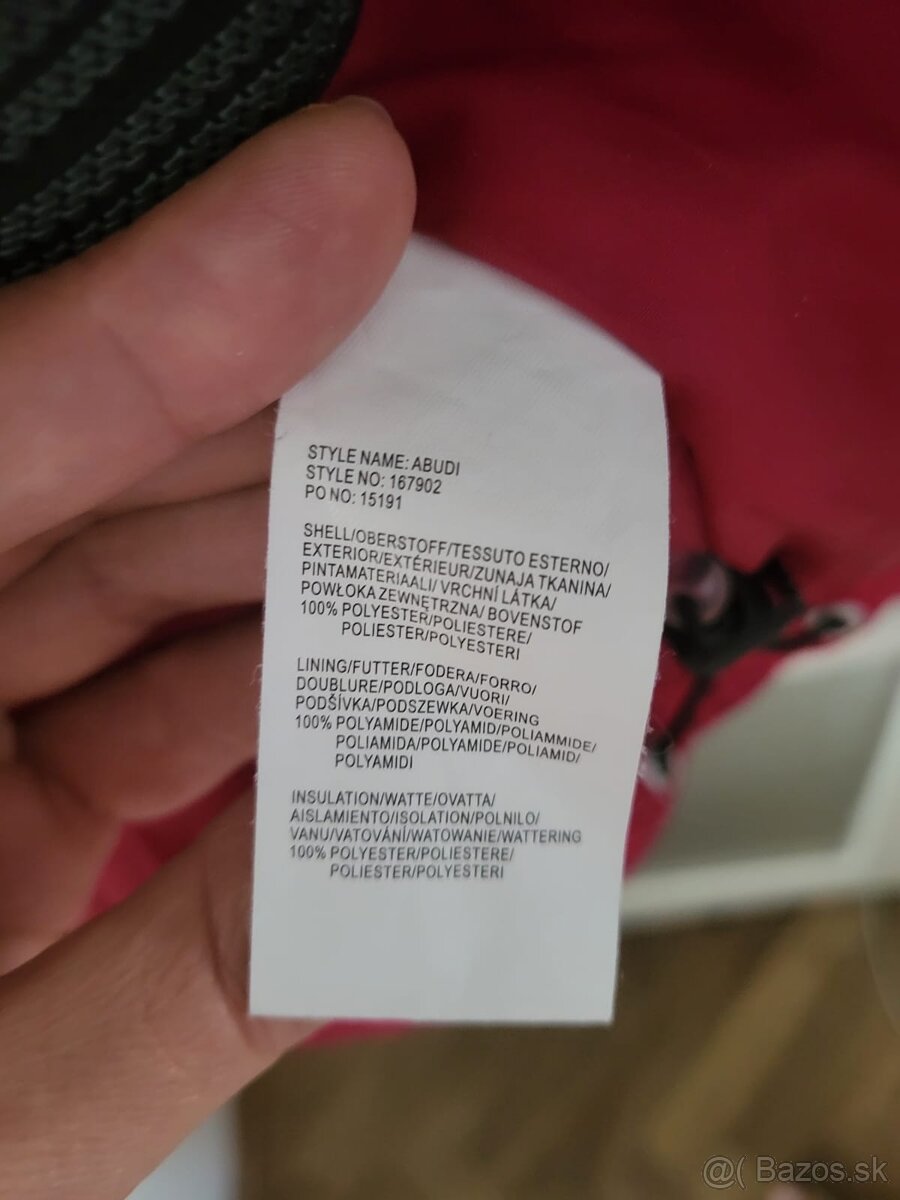 STYLE NAME: ABUDI
STYLE NO: 167902
PO NO: 15191
SHELL/OBERSTOFF/TESSUTO ESTERNO/
EXTERIOR/EXTÉRIEUR/ZUNAJA TKANINA/
PINTAMATERIAALI/ VRCHNÍ LÁTKA/
POWŁOKA ZEWNĘTRZNA/ BOVENSTOF
100% POLYESTER/POLIESTERE/
POLIESTER/POLYESTERI
LINING/FUTTER/FODERA/FORRO/
DOUBLURE/PODLOGA/VUORI/
PODŠÍVKA/PODSZEWKA/VOERING
100% POLYAMIDE/POLYAMID/POLIAMMIDE/
POLIAMIDA/POLYAMIDE/POLIAMID/
POLYAMIDI
INSULATION/WATTE/OVATTA/
AISLAMIENTO/ISOLATION/POLNILO/
VANU/VATOVÁNÍ/WATOWANIE/WATTERING
100% POLYESTER/POLIESTERE/
POLIESTER/POLYESTERI
@( Bazos.sk